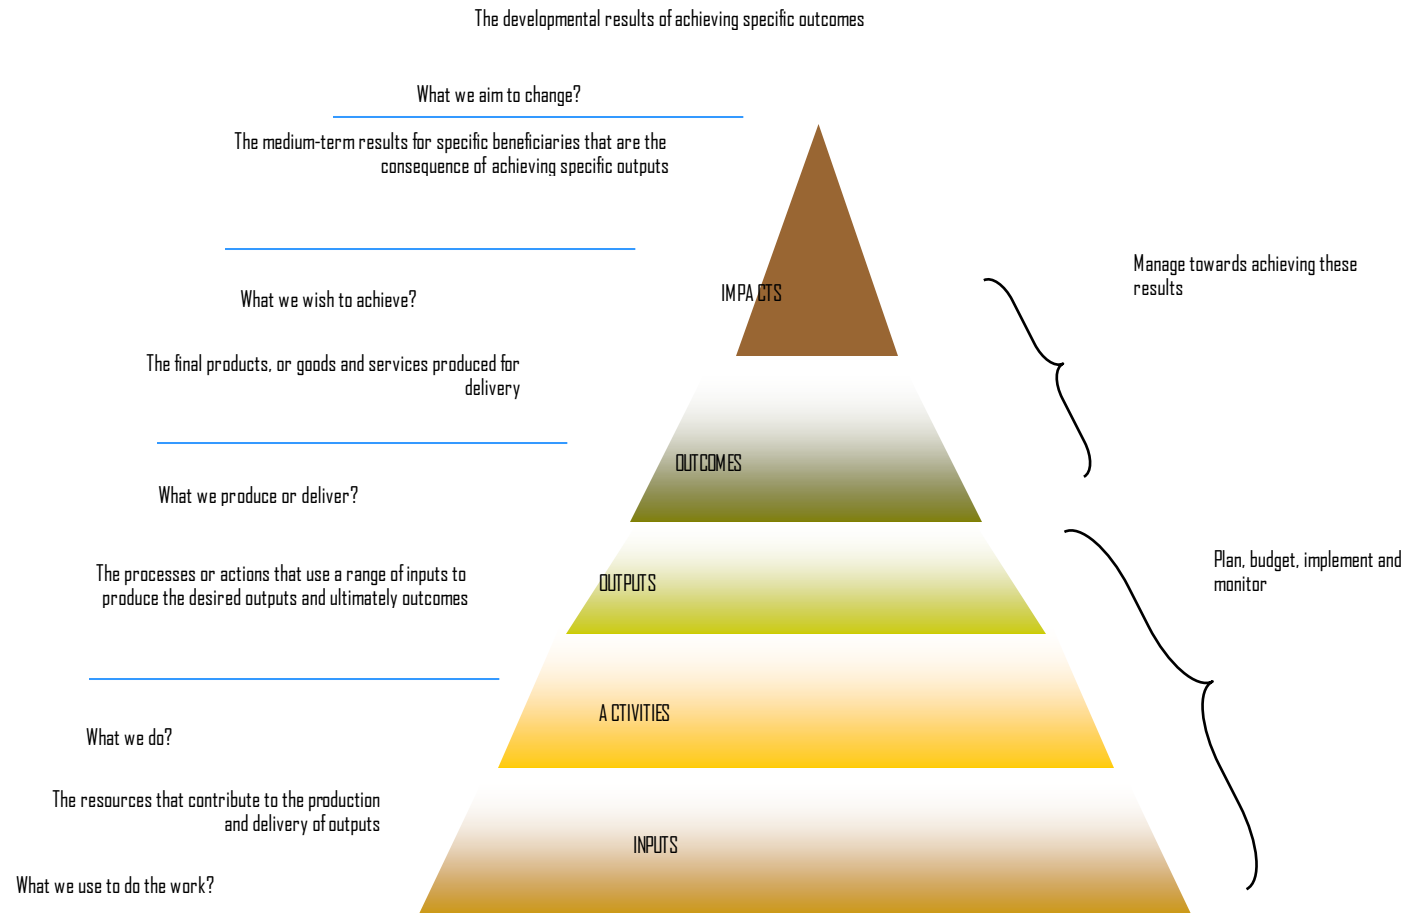 The developmental results of achieving specific outcomes
What we aim to change?
The medium-term results for specific beneficiaries that are the
consequence of achieving specific outputs
What we wish to achieve?
IMPACTS
Manage towards achieving these
results
The final products, or goods and services produced for
delivery
OUTCOMES
What we produce or deliver?
The processes or actions that use a range of inputs to
produce the desired outputs and ultimately outcomes
OUTPUTS
Plan, budget, implement and
monitor
What we do?
ACTIVITIES
The resources that contribute to the production
and delivery of outputs
INPUTS
What we use to do the work?